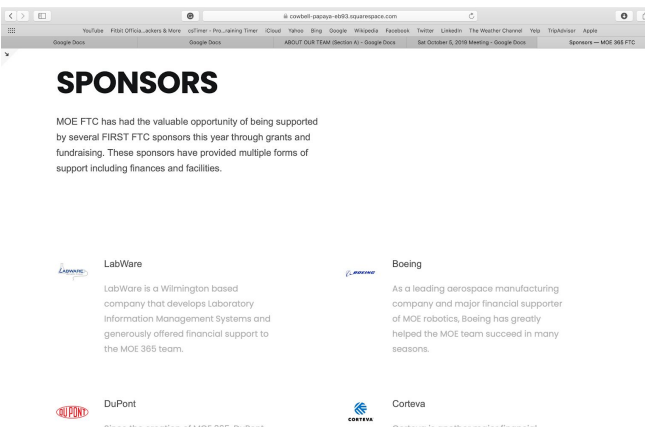 cowbell-papaya-eb93.squarespace.com
YouTube Fitbit Officia...ackers & More csTimer - Pro...raining Timer iCloud Yahoo Bing Google Wikipedia Facebook Twitter LinkedIn The Weather Channel Yelp TripAdvisor Apple
Google Docs Google Docs ABOUT OUR TEAM (Section A) - Google Docs Sat October 5, 2019 Meeting - Google Docs Sponsors — MOE 365 FTC
SPONSORS
MOE FTC has had the valuable opportunity of being supported
by several FIRST FTC sponsors this year through grants and
fundraising. These sponsors have provided multiple forms of
support including finances and facilities.
LABWARE
LabWare
LabWare is a Wilmington based
company that develops Laboratory
Information Management Systems and
generously offered financial support to
the MOE 365 team.
BOEING
Boeing
As a leading aerospace manufacturing
company and major financial supporter
of MOE robotics, Boeing has greatly
helped the MOE team succeed in many
seasons.
DUPONT
DuPont
CORTEVA
Corteva